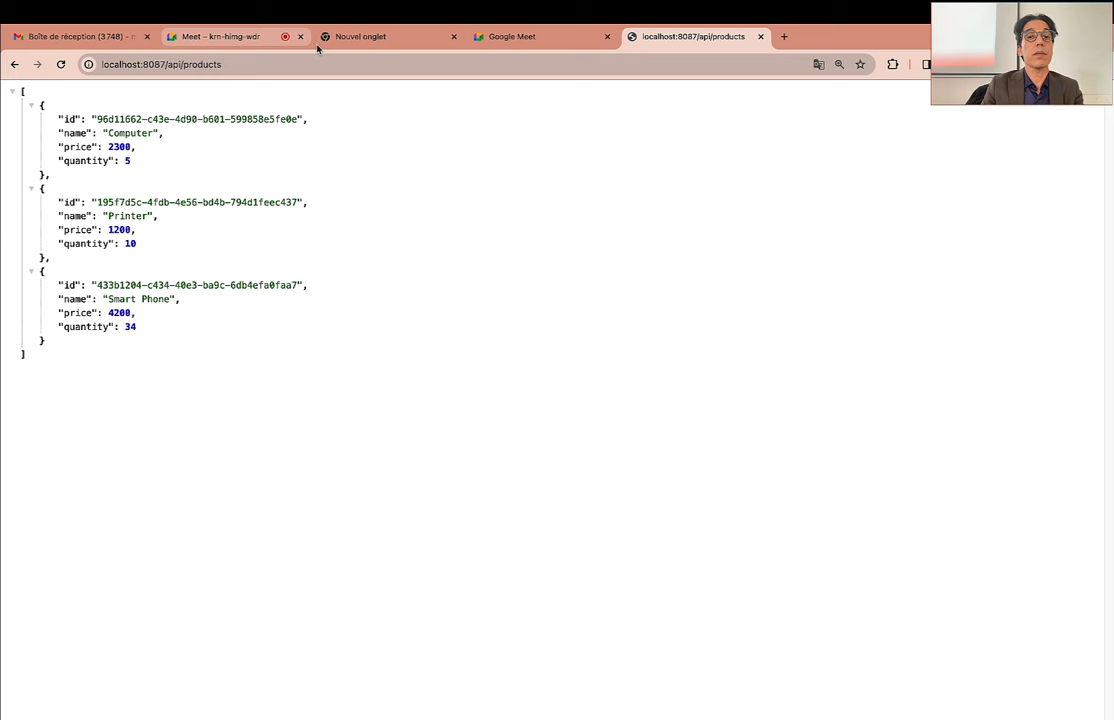 Boîte de réception (3 748) -
Meet – krn-himg-wdr
Nouvel onglet
Google Meet
localhost:8087/api/products
localhost:8087/api/products
[
{
"id": "96d11662-c43e-4d90-b601-599858e5fe0e",
"name": "Computer",
"price": 2300,
"quantity": 5
},
{
"id": "195f7d5c-4fdb-4e56-bd4b-794d1feec437",
"name": "Printer",
"price": 1200,
"quantity": 10
},
{
"id": "433b1204-c434-40e3-ba9c-6db4efa0faa7",
"name": "Smart Phone",
"price": 4200,
"quantity": 34
}
]